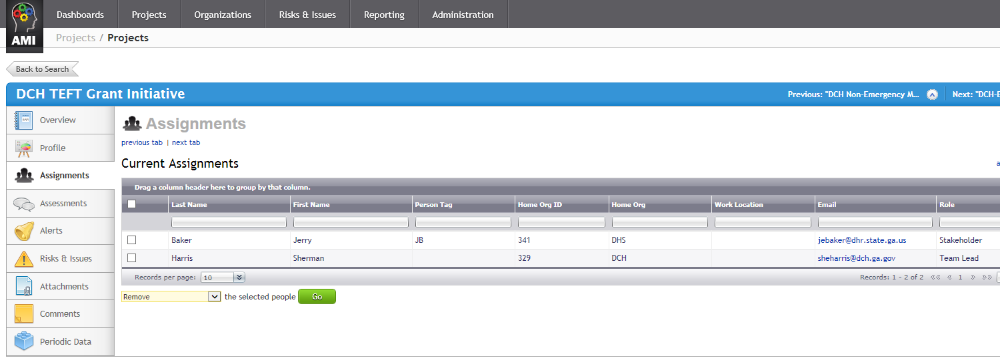 Dashboards Projects Organizations Risks & Issues Reporting Administration
AMI
Projects / Projects
Back to Search
DCH TEFT Grant Initiative Previous: "DCH Non-Emergency M... Next: "DCH-E
Overview
Profile
Assignments
Assessments
Alerts
Risks & Issues
Attachments
Comments
Periodic Data
Assignments
previous tab | next tab
Current Assignments a
Drag a column header here to group by that column.
Last Name First Name Person Tag Home Org ID Home Org Work Location Email Role
Baker Jerry JB 341 DHS jebaker@dhr.state.ga.us Stakeholder
Harris Sherman 329 DCH sheharris@dch.ga.gov Team Lead
Records per page: 10 Records: 1 - 2 of 2 << < 1 > >>
Remove the selected people Go